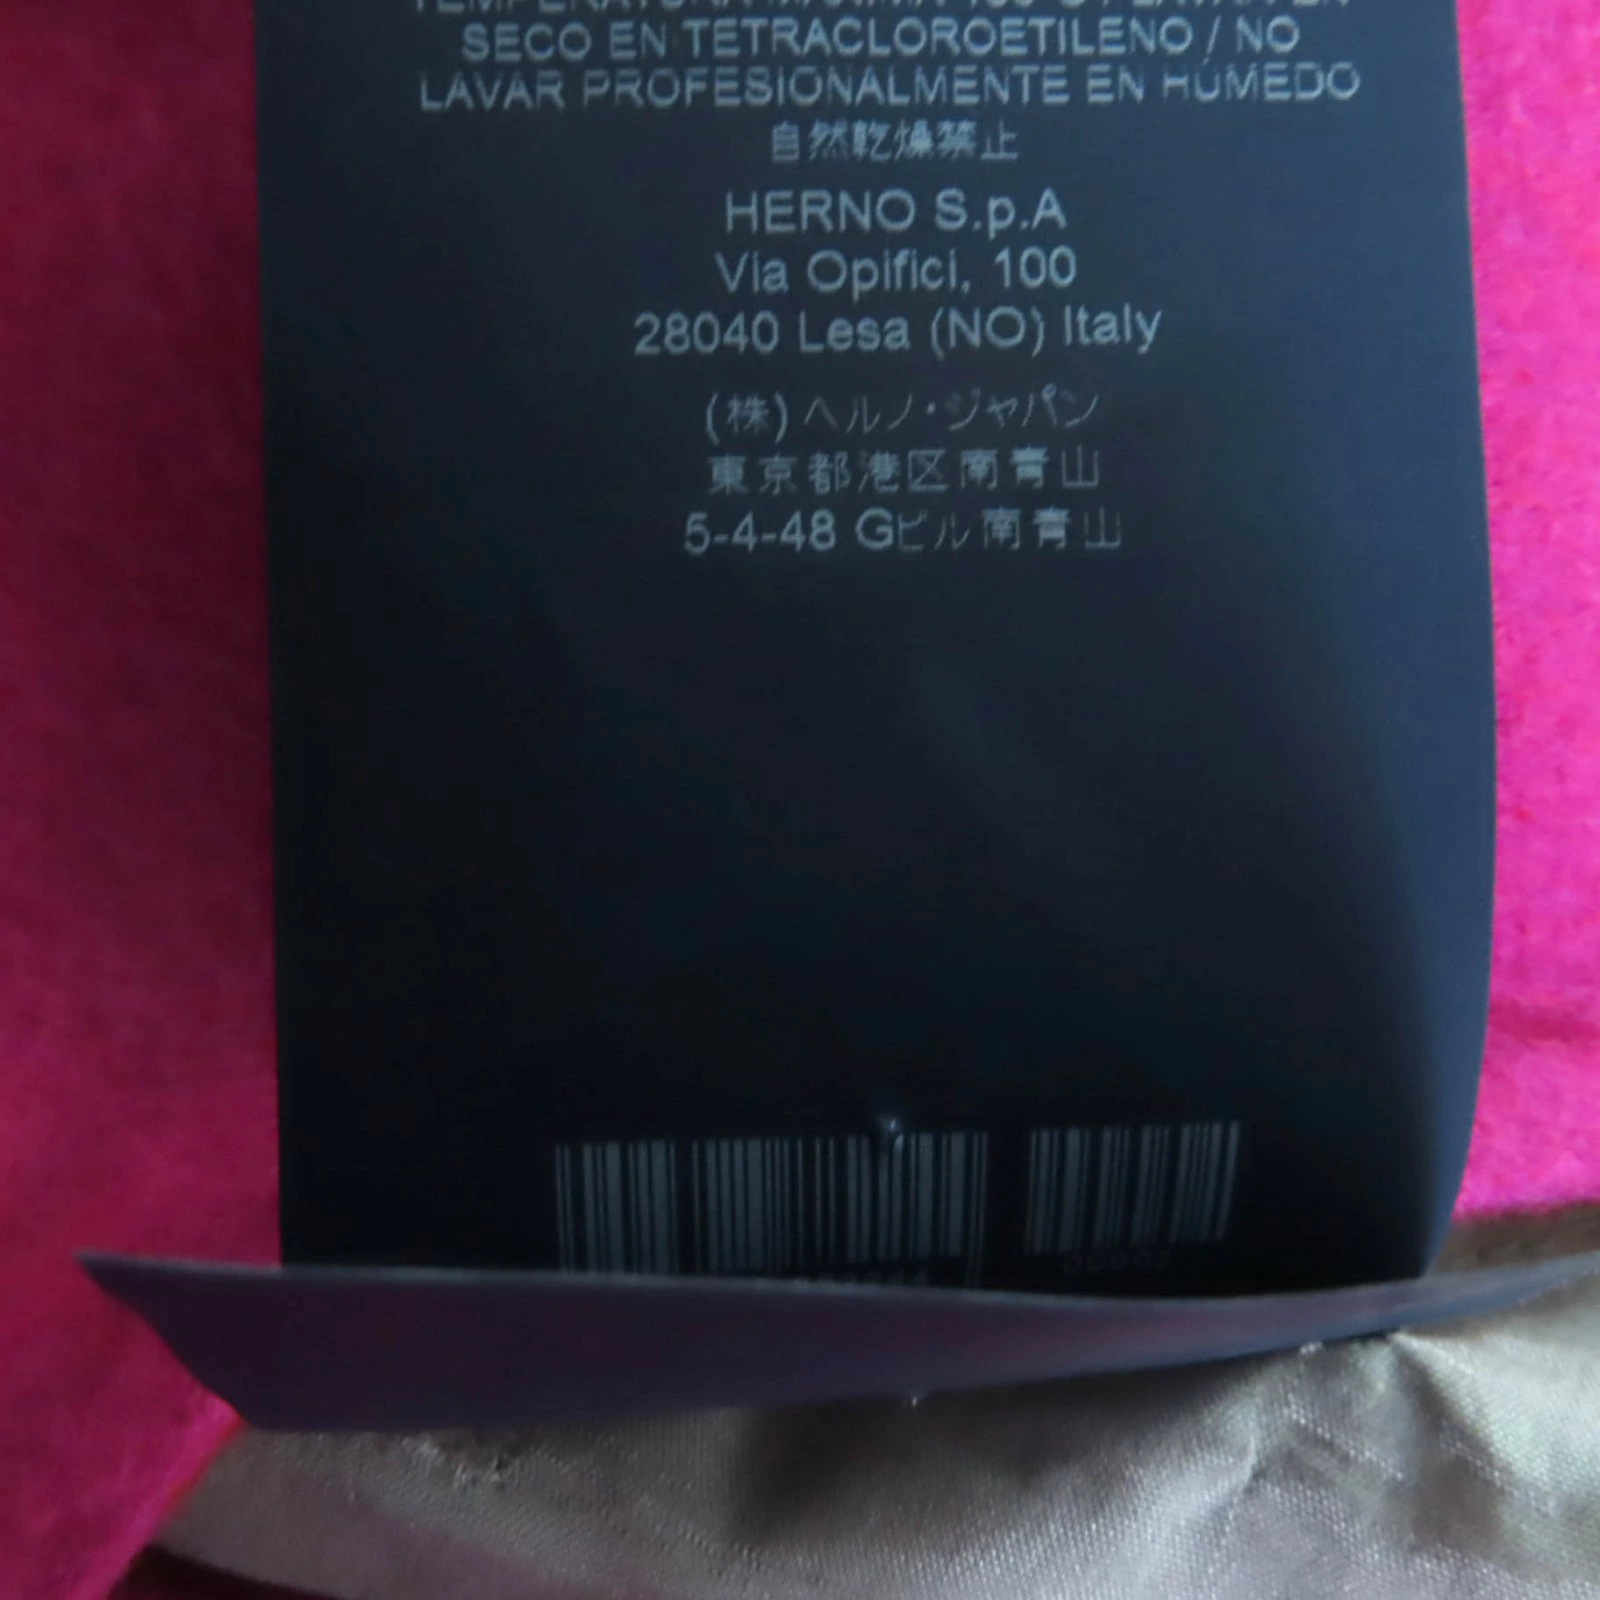 SECO EN TETRACLOROETILENO / NO
LAVAR PROFESIONALMENTE EN HÚMEDO
自然乾燥禁止
HERNO S.p.A
Via Opifici, 100
28040 Lesa (NO) Italy
(株) ヘルノ・ジャパン
東京都港区南青山
5-4-48 Gビル南青山